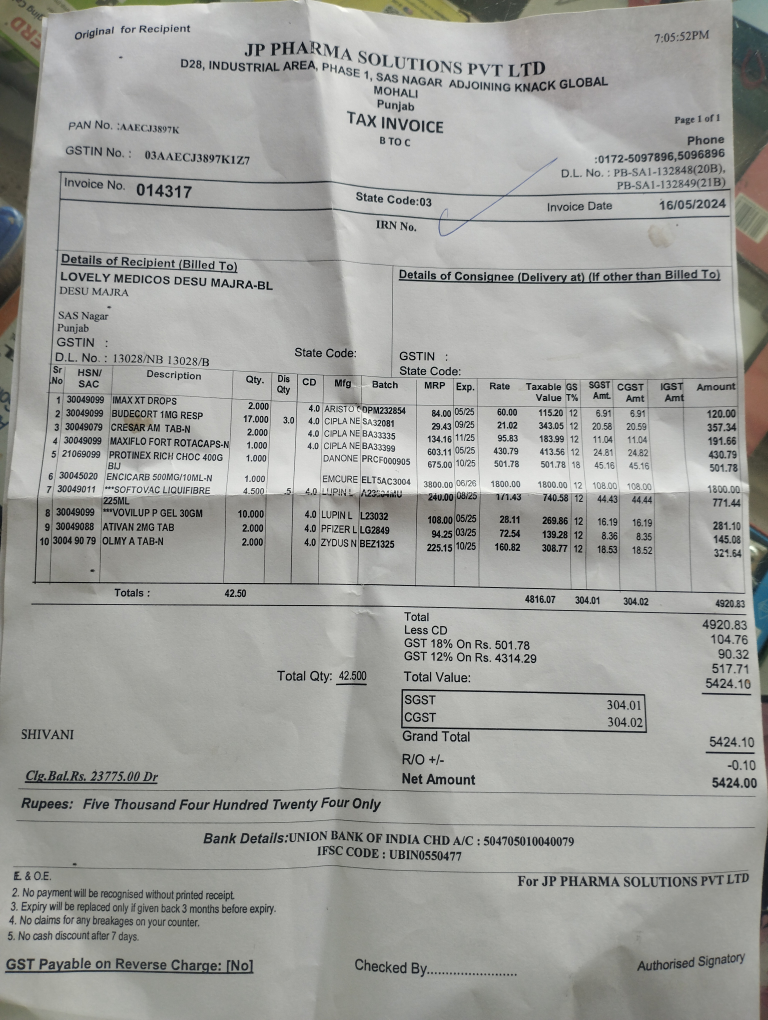 Original for Recipient
7:05:52PM
JP PHARMA SOLUTIONS PVT LTD
D28, INDUSTRIAL AREA, PHASE 1, SAS NAGAR ADJOINING KNACK GLOBAL
MOHALI
Punjab
TAX INVOICE
B TO C
Page 1 of 1
PAN No. :AAECJ3897K
GSTIN No. : 03AAECJ3897K1Z7
Phone
:0172-5097896,5096896
D.L. No. : PB-SA1-132848(20B),
PB-SA1-132849(21B)
Invoice No. 014317 State Code:03 Invoice Date 16/05/2024
IRN No.
Details of Recipient (Billed To)
LOVELY MEDICOS DESU MAJRA-BL
DESU MAJRA
SAS Nagar
Punjab
GSTIN :
State Code:
D.L. No. : 13028/NB 13028/B
Details of Consignee (Delivery at) (If other than Billed To)
GSTIN :
State Code:
Sr .No HSN/ SAC Description Qty. Dis Qty CD Mfg Batch MRP Exp. Rate Taxable Value GS T% SGST Amt. CGST Amt IGST Amt Amount
1 30049099 IMAX XT DROPS 2.000 4.0 ARISTO DPM232854 84.00 05/25 60.00 115.20 12 6.91 6.91 120.00
2 30049099 BUDECORT 1MG RESP 17.000 3.0 4.0 CIPLA NE SA32081 29.43 09/25 21.02 343.05 12 20.58 20.59 357.34
3 30049079 CRESAR AM TAB-N 2.000 4.0 CIPLA NE BA33335 134.16 11/25 95.83 183.99 12 11.04 11.04 191.66
4 30049099 MAXIFLO FORT ROTACAPS-N 1.000 4.0 CIPLA NE BA33399 603.11 05/25 430.79 413.56 12 24.81 24.82 430.79
5 21069099 PROTINEX RICH CHOC 400G 1.000 DANONE PRCF000905 675.00 10/25 501.78 501.78 18 45.16 45.16 501.78
BIJ
6 30045020 ENCICARB 500MG/10ML-N 1.000 EMCURE ELT5AC3004 3800.00 06/26 1800.00 1800.00 12 108.00 108.00 1800.00
7 30049011 ***SOFTOVAC LIQUIFIBRE 4.500 .5 4.0 LUPIN L 240.00 08/25 171.43 740.58 12 44.43 44.44 771.44
225ML
8 30049099 ***VOVILUP P GEL 30GM 10.000 4.0 LUPIN L L23032 108.00 05/25 28.11 269.86 12 16.19 16.19 281.10
9 30049088 ATIVAN 2MG TAB 2.000 4.0 PFIZER L LG2849 94.25 03/25 72.54 139.28 12 8.36 8.35 145.08
10 3004 90 79 OLMY A TAB-N 2.000 4.0 ZYDUS N BEZ1325 225.15 10/25 160.82 308.77 12 18.53 18.52 321.64
Totals : 42.50 4816.07 304.01 304.02 4920.83
Total 4920.83
Less CD 104.76
GST 18% On Rs. 501.78 90.32
GST 12% On Rs. 4314.29 517.71
Total Qty: 42.500 Total Value: 5424.10
SGST 304.01
CGST 304.02
SHIVANI
Grand Total 5424.10
R/O +/- -0.10
Clg.Bal.Rs. 23775.00 Dr
Net Amount 5424.00
Rupees: Five Thousand Four Hundred Twenty Four Only
Bank Details:UNION BANK OF INDIA CHD A/C : 504705010040079
IFSC CODE : UBIN0550477
E. & O.E.
For JP PHARMA SOLUTIONS PVT LTD
2. No payment will be recognised without printed receipt.
3. Expiry will be replaced only if given back 3 months before expiry.
4. No claims for any breakages on your counter.
5. No cash discount after 7 days.
GST Payable on Reverse Charge: [No]
Checked By........................
Authorised Signatory